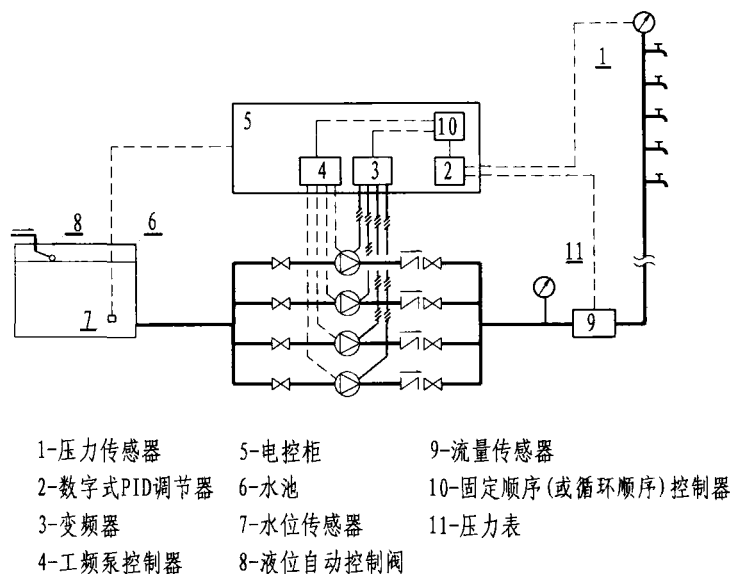 1
5
10
4
3
2
8
6
11
7
9
1-压力传感器
5-电控柜
9-流量传感器
2-数字式PID调节器
6-水池
10-固定顺序(或循环顺序)控制器
3-变频器
7-水位传感器
11-压力表
4-工频泵控制器
8-液位自动控制阀